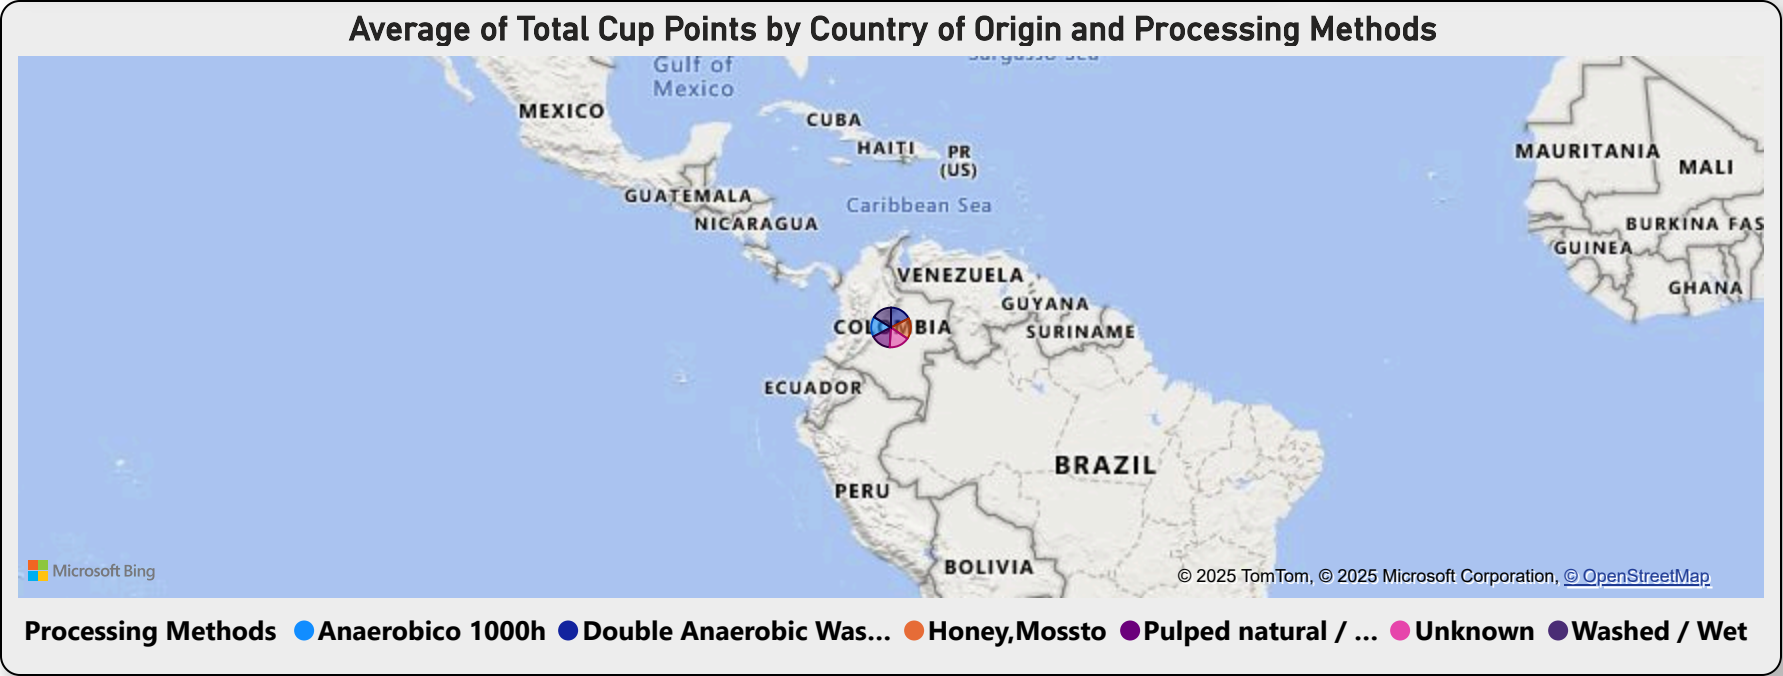 Average of Total Cup Points by Country of Origin and Processing Methods
Sargasso Sea
Gulf of
Mexico
MEXICO
CUBA
HAITI
PR
(US)
MAURITANIA
MALI
GUATEMALA
Caribbean Sea
NICARAGUA
BURKINA FAS
GUINEA
VENEZUELA
GHANA
GUYANA
COLOMBIA
SURINAME
ECUADOR
BRAZIL
PERU
BOLIVIA
Microsoft Bing
© 2025 TomTom, © 2025 Microsoft Corporation, © OpenStreetMap
Processing Methods Anaerobico 1000h Double Anaerobic Was... Honey,Mossto Pulped natural / ... Unknown Washed / Wet